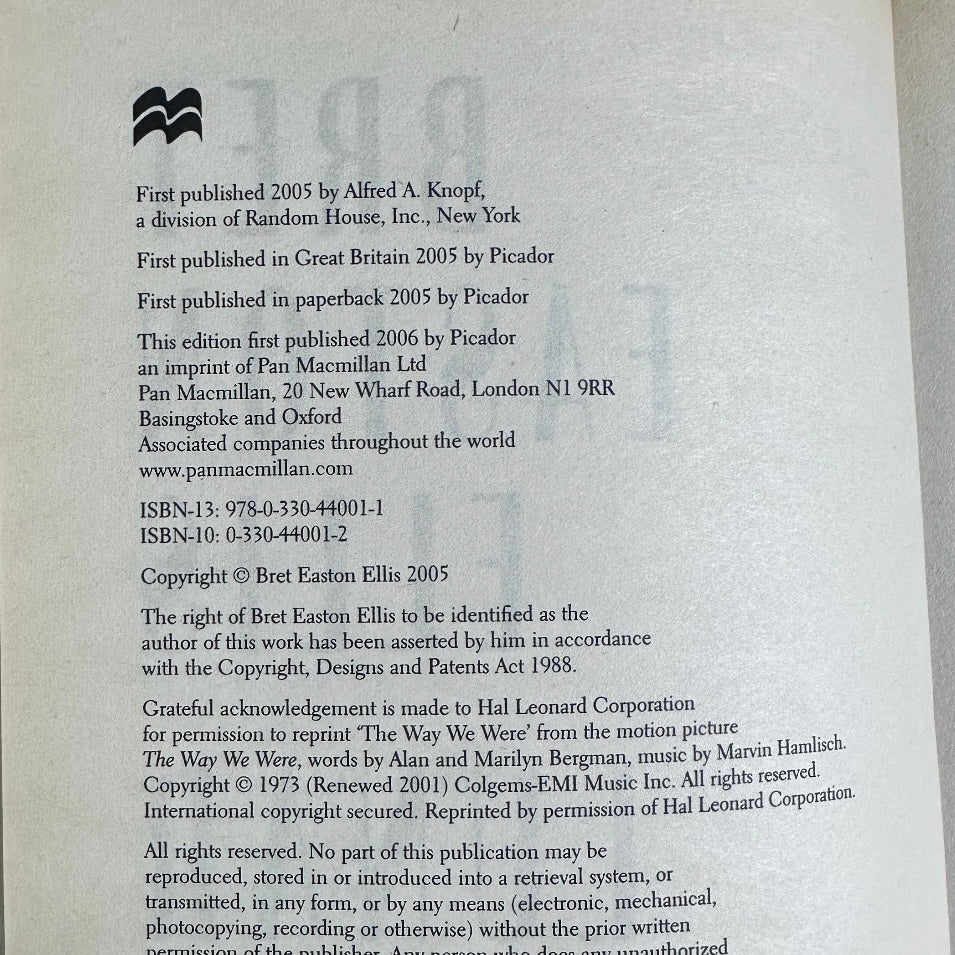 First published 2005 by Alfred A. Knopf,
a division of Random House, Inc., New York
First published in Great Britain 2005 by Picador
First published in paperback 2005 by Picador
This edition first published 2006 by Picador
an imprint of Pan Macmillan Ltd
Pan Macmillan, 20 New Wharf Road, London N1 9RR
Basingstoke and Oxford
Associated companies throughout the world
www.panmacmillan.com
ISBN-13: 978-0-330-44001-1
ISBN-10: 0-330-44001-2
Copyright © Bret Easton Ellis 2005
The right of Bret Easton Ellis to be identified as the
author of this work has been asserted by him in accordance
with the Copyright, Designs and Patents Act 1988.
Grateful acknowledgement is made to Hal Leonard Corporation
for permission to reprint ‘The Way We Were’ from the motion picture
The Way We Were, words by Alan and Marilyn Bergman, music by Marvin Hamlisch.
Copyright © 1973 (Renewed 2001) Colgems-EMI Music Inc. All rights reserved.
International copyright secured. Reprinted by permission of Hal Leonard Corporation.
All rights reserved. No part of this publication may be
reproduced, stored in or introduced into a retrieval system, or
transmitted, in any form, or by any means (electronic, mechanical,
photocopying, recording or otherwise) without the prior written
permission of the publisher. Any person who does any unauthorized